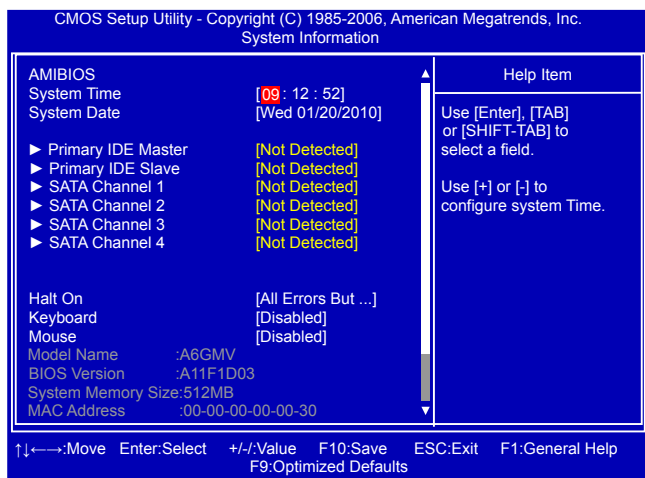 CMOS Setup Utility - Copyright (C) 1985-2006, American Megatrends, Inc.
System Information
AMIBIOS
System Time [09 : 12 : 52]
System Date [Wed 01/20/2010]
► Primary IDE Master [Not Detected]
► Primary IDE Slave [Not Detected]
► SATA Channel 1 [Not Detected]
► SATA Channel 2 [Not Detected]
► SATA Channel 3 [Not Detected]
► SATA Channel 4 [Not Detected]
Halt On [All Errors But ...]
Keyboard [Disabled]
Mouse [Disabled]
Model Name :A6GMV
BIOS Version :A11F1D03
System Memory Size:512MB
MAC Address :00-00-00-00-00-30
Help Item
Use [Enter], [TAB]
or [SHIFT-TAB] to
select a field.
Use [+] or [-] to
configure system Time.
↑↓←→:Move Enter:Select +/-/:Value F10:Save ESC:Exit F1:General Help
F9:Optimized Defaults